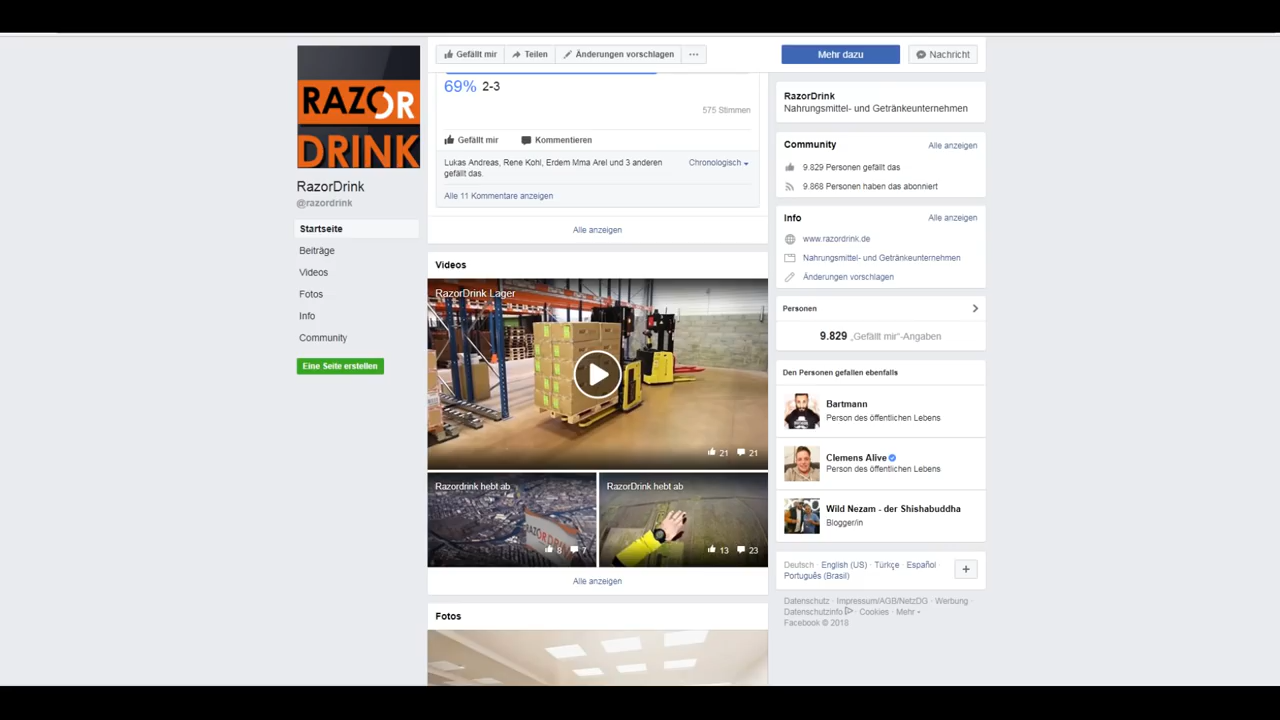 RAZOR
DRINK
RazorDrink
@razordrink
Startseite
Beiträge
Videos
Fotos
Info
Community
Eine Seite erstellen
Gefällt mir
Teilen
Änderungen vorschlagen
...
69% 2-3
575 Stimmen
Gefällt mir
Kommentieren
Lukas Andreas, Rene Kohl, Erdem Mma Arel und 3 anderen
gefällt das.
Chronologisch
Alle 11 Kommentare anzeigen
Alle anzeigen
Videos
RazorDrink Lager
21 21
Razordrink hebt ab
RAZOR
DRINK
8 7
RazorDrink hebt ab
13 23
Alle anzeigen
Fotos
Mehr dazu
Nachricht
RazorDrink
Nahrungsmittel- und Getränkeunternehmen
Community
Alle anzeigen
9.829 Personen gefällt das
9.868 Personen haben das abonniert
Info
Alle anzeigen
www.razordrink.de
Nahrungsmittel- und Getränkeunternehmen
Änderungen vorschlagen
Personen
9.829 „Gefällt mir“-Angaben
Den Personen gefallen ebenfalls
Bartmann
Person des öffentlichen Lebens
Clemens Alive
Person des öffentlichen Lebens
Wild Nezam - der Shishabuddha
Blogger/in
Deutsch · English (US) · Türkçe · Español ·
Português (Brasil)
+
Datenschutz · Impressum/AGB/NetzDG · Werbung ·
Datenschutzinfo · Cookies · Mehr
Facebook © 2018